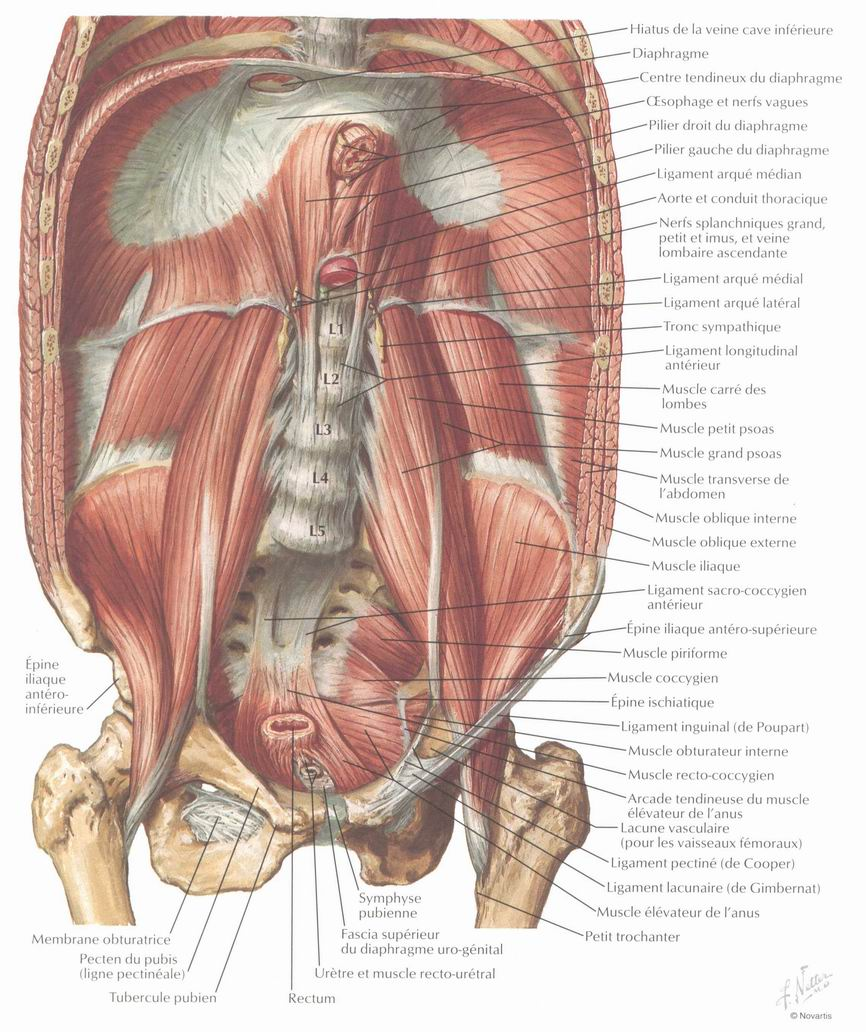 Hiatus de la veine cave inférieure
Diaphragme
Centre tendineux du diaphragme
Œsophage et nerfs vagues
Pilier droit du diaphragme
Pilier gauche du diaphragme
Ligament arqué médian
Aorte et conduit thoracique
Nerfs splanchniques grand,
petit et imus, et veine
lombaire ascendante
Ligament arqué médial
Ligament arqué latéral
Tronc sympathique
Ligament longitudinal
antérieur
Muscle carré des
lombes
Muscle petit psoas
Muscle grand psoas
Muscle transverse de
l'abdomen
Muscle oblique interne
Muscle oblique externe
Muscle iliaque
Ligament sacro-coccygien
antérieur
Épine iliaque antéro-supérieure
Muscle piriforme
Muscle coccygien
Épine ischiatique
Ligament inguinal (de Poupart)
Muscle obturateur interne
Muscle recto-coccygien
Arcade tendineuse du muscle
élévateur de l'anus
Lacune vasculaire
(pour les vaisseaux fémoraux)
Ligament pectiné (de Cooper)
Ligament lacunaire (de Gimbernat)
Muscle élévateur de l'anus
Petit trochanter
L1
L2
L3
L4
L5
Épine
iliaque
antéro-
inférieure
Symphyse
pubienne
Fascia supérieur
du diaphragme uro-génital
Urètre et muscle recto-urétral
Rectum
Membrane obturatrice
Pecten du pubis
(ligne pectinéale)
Tubercule pubien
F. Netter
M.D.
© Novartis